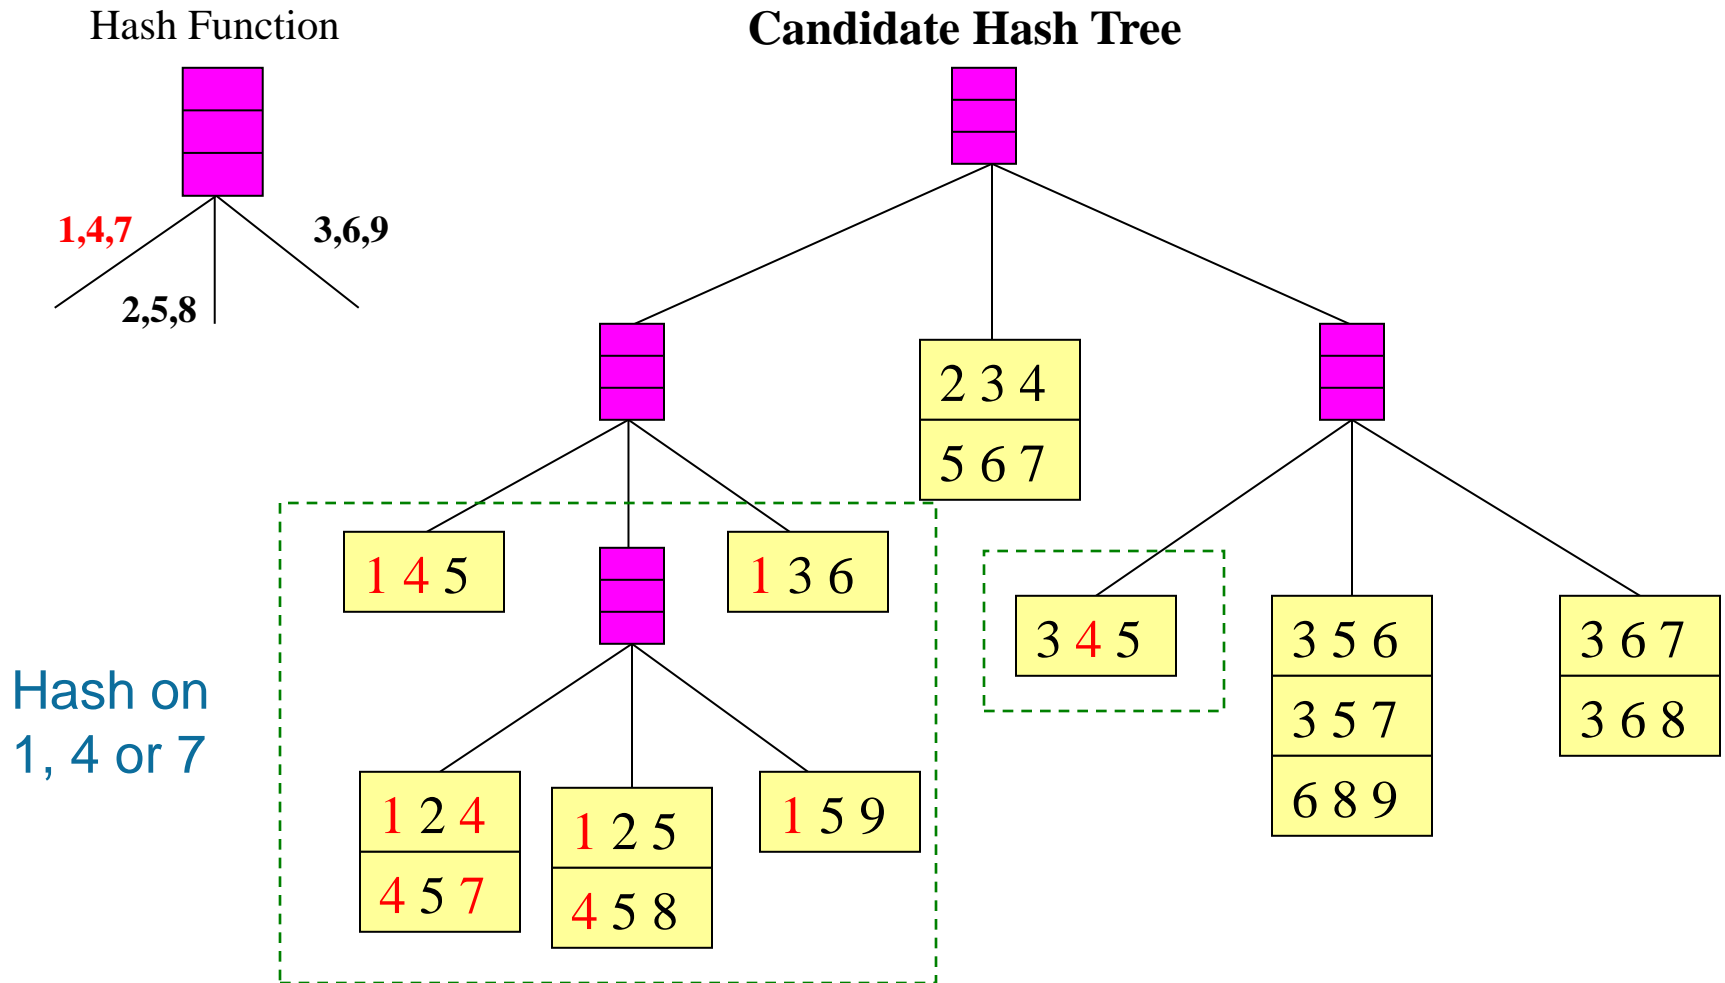 Hash Function
Candidate Hash Tree
1,4,7
3,6,9
2,5,8
2 3 4
5 6 7
1 4 5
1 3 6
3 4 5
3 5 6
3 5 7
6 8 9
3 6 7
3 6 8
Hash on
1, 4 or 7
1 2 4
4 5 7
1 2 5
4 5 8
1 5 9